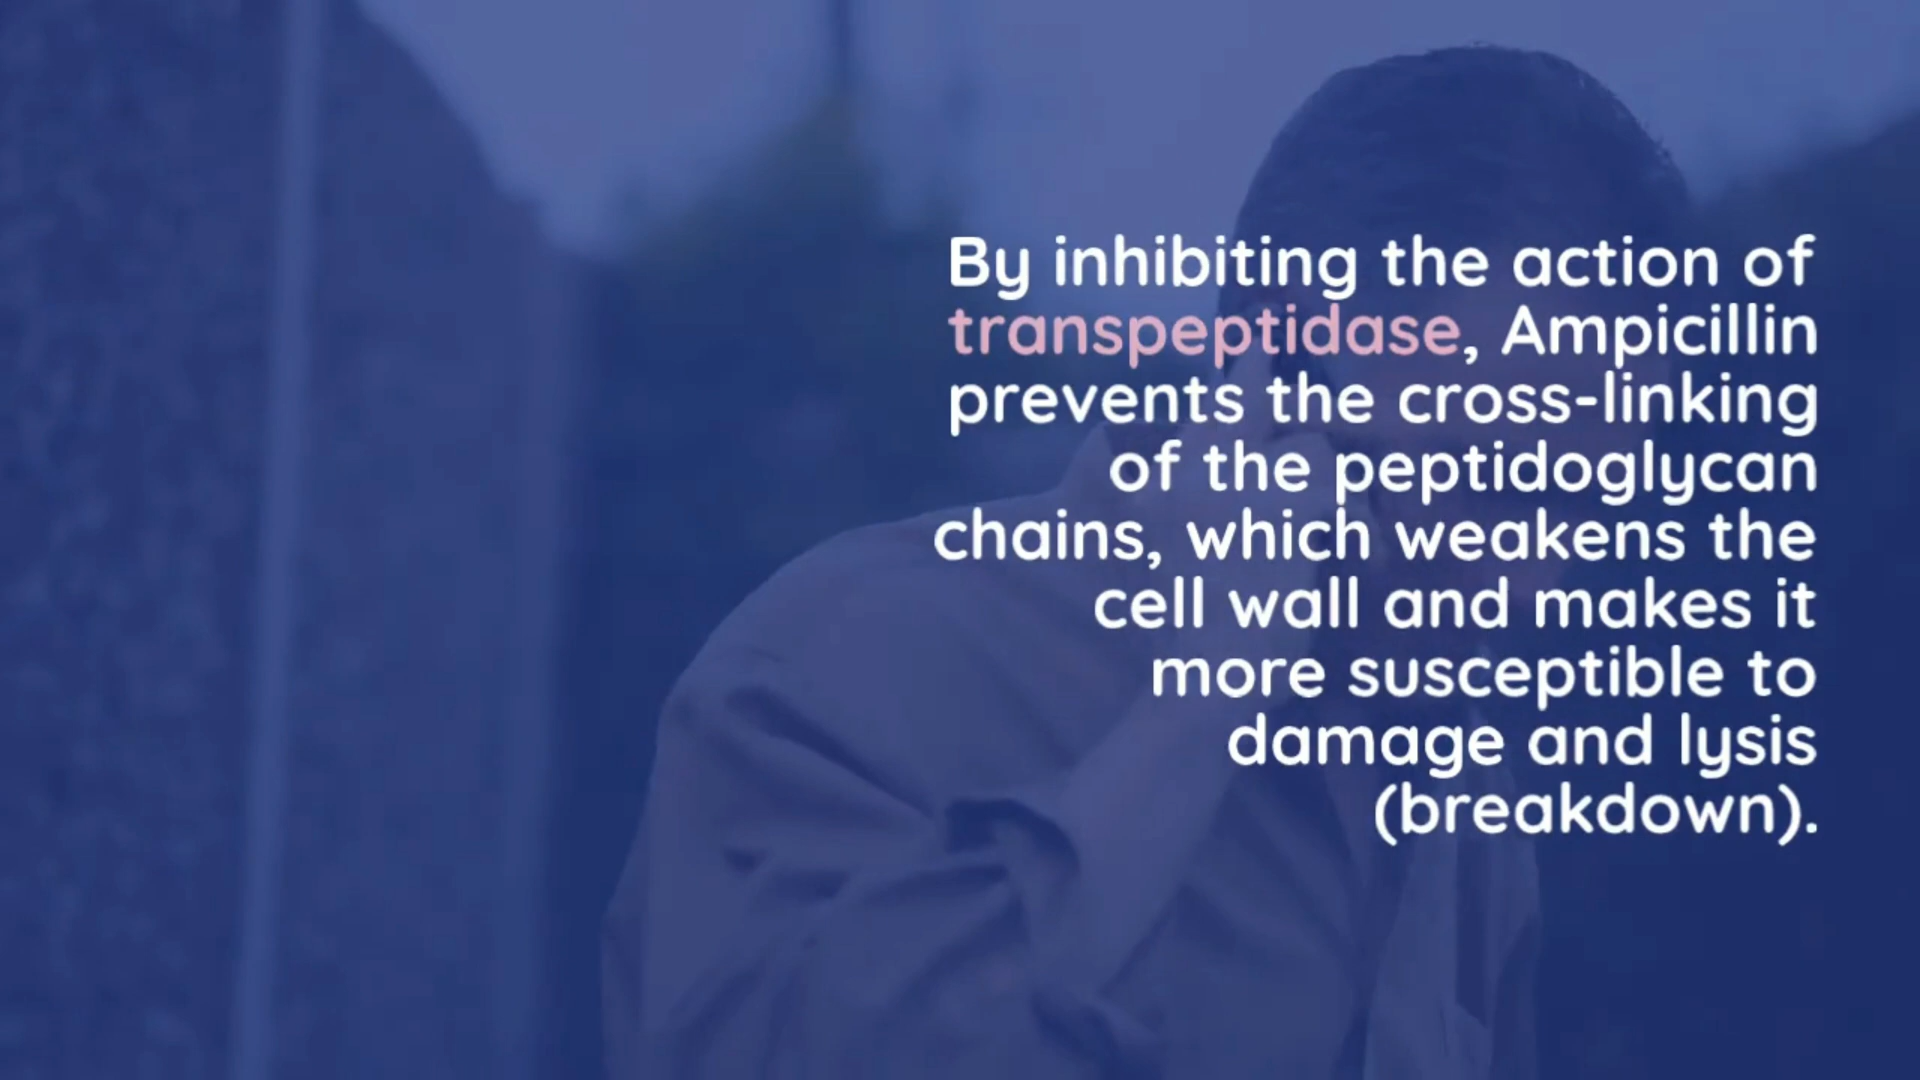 By inhibiting the action of
transpeptidase, Ampicillin
prevents the cross-linking
of the peptidoglycan
chains, which weakens the
cell wall and makes it
more susceptible to
damage and lysis
(breakdown).